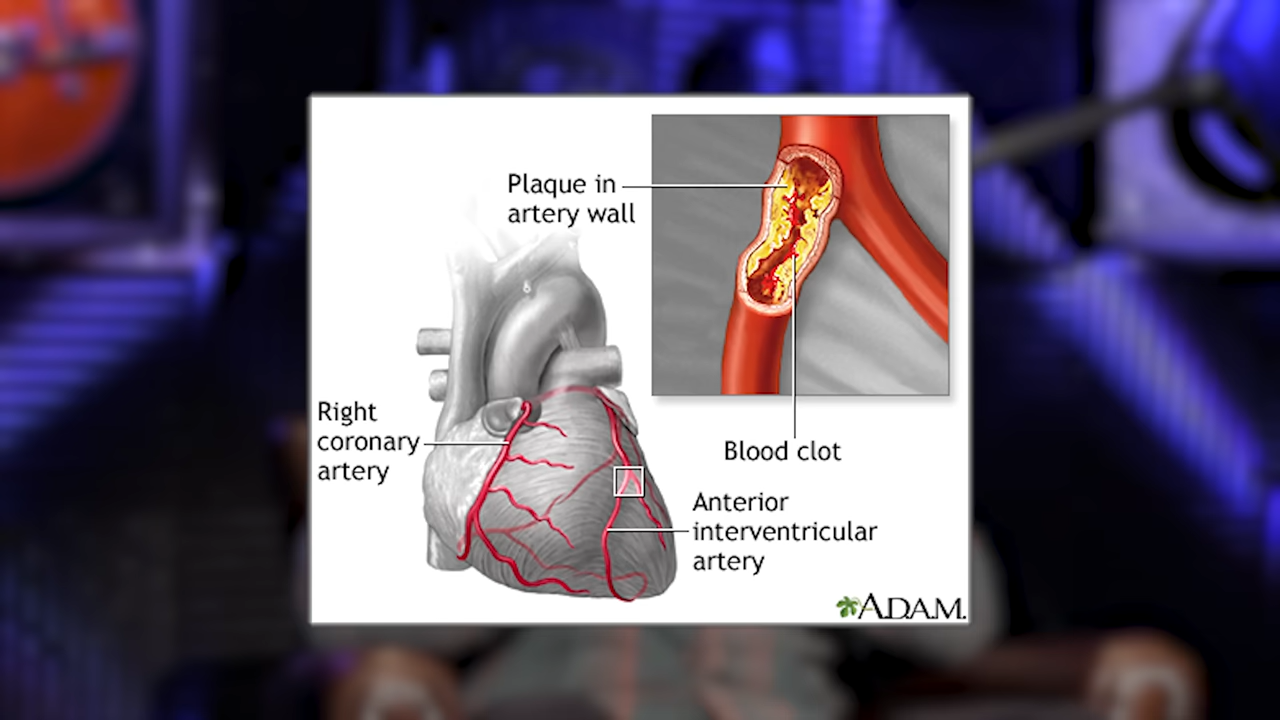 Plaque in
artery wall
Right
coronary
artery
Blood clot
Anterior
interventricular
artery
A.D.A.M.